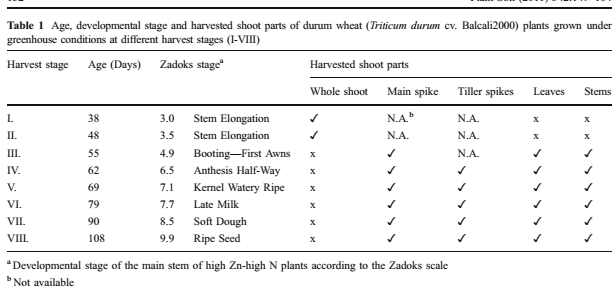 Table 1 Age, developmental stage and harvested shoot parts of durum wheat (Triticum durum cv. Balcali2000) plants grown under
greenhouse conditions at different harvest stages (I-VIII)
Harvest stage Age (Days) Zadoks stageᵃ Harvested shoot parts
Whole shoot Main spike Tiller spikes Leaves Stems
I. 38 3.0 Stem Elongation ✓ N.A.ᵇ N.A. x x
II. 48 3.5 Stem Elongation ✓ N.A. N.A. x x
III. 55 4.9 Booting—First Awns x ✓ N.A. ✓ ✓
IV. 62 6.5 Anthesis Half-Way x ✓ ✓ ✓ ✓
V. 69 7.1 Kernel Watery Ripe x ✓ ✓ ✓ ✓
VI. 79 7.7 Late Milk x ✓ ✓ ✓ ✓
VII. 90 8.5 Soft Dough x ✓ ✓ ✓ ✓
VIII. 108 9.9 Ripe Seed x ✓ ✓ ✓ ✓
ᵃ Developmental stage of the main stem of high Zn-high N plants according to the Zadoks scale
ᵇ Not available